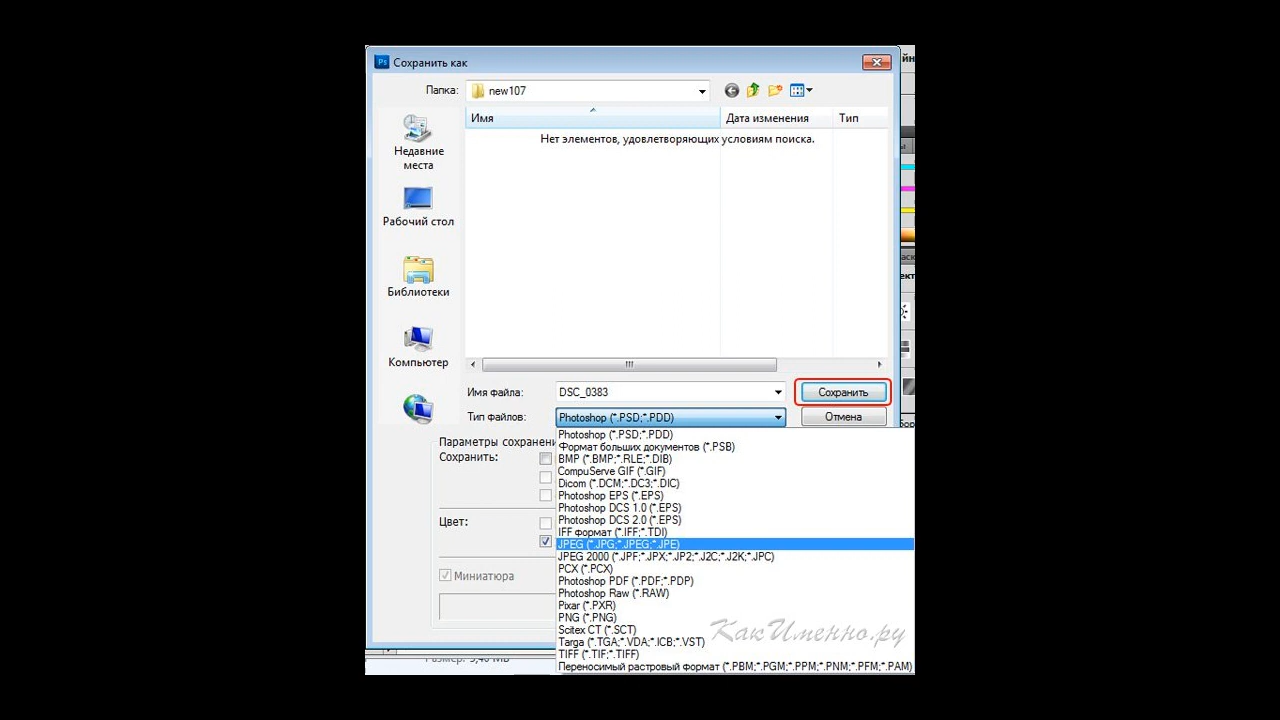 Ps Сохранить как
йн
Папка: new107
Имя Дата изменения Тип
Нет элементов, удовлетворяющих условиям поиска.
Недавние
места
Рабочий стол
Библиотеки
Компьютер
Имя файла: DSC_0383 Сохранить
Тип файлов: Photoshop (*.PSD;*.PDD) Отмена
Photoshop (*.PSD;*.PDD)
Параметры сохранен
Формат больших документов (*.PSB)
Сохранить:
BMP (*.BMP;*.RLE;*.DIB)
CompuServe GIF (*.GIF)
Dicom (*.DCM;*.DC3;*.DIC)
Photoshop EPS (*.EPS)
Photoshop DCS 1.0 (*.EPS)
Photoshop DCS 2.0 (*.EPS)
Цвет:
IFF формат (*.IFF;*.TDI)
JPEG (*.JPG;*.JPEG;*.JPE)
JPEG 2000 (*.JPF;*.JPX;*.JP2;*.J2C;*.J2K;*.JPC)
PCX (*.PCX)
Миниатюра
Photoshop PDF (*.PDF;*.PDP)
Photoshop Raw (*.RAW)
Pixar (*.PXR)
PNG (*.PNG)
Scitex CT (*.SCT)
КакИменно.ру
Targa (*.TGA;*.VDA;*.ICB;*.VST)
TIFF (*.TIF;*.TIFF)
Размер: 5,40 МВ
Переносимый растровый формат (*.PBM;*.PGM;*.PPM;*.PNM;*.PFM;*.PAM)